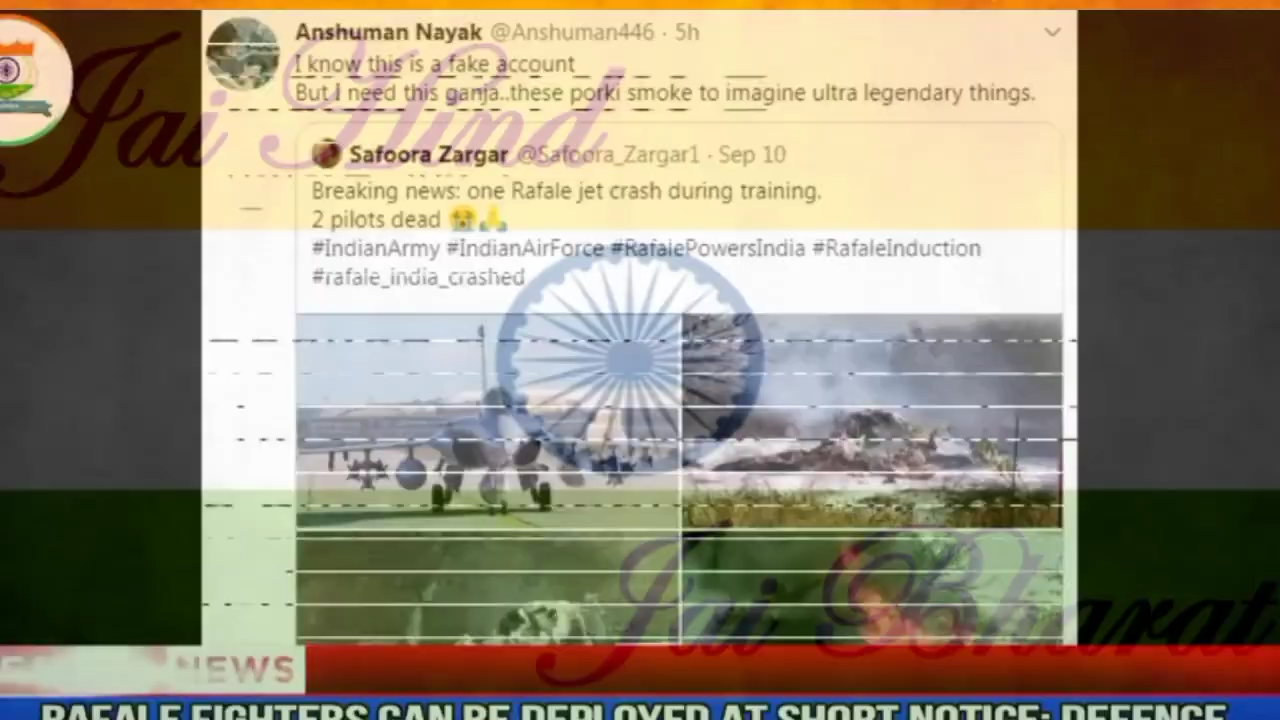 Anshuman Nayak @Anshuman446 · 5h
I know this is a fake account
But I need this ganja..these porki smoke to imagine ultra legendary things.
Jai Hind
Safoora Zargar @Safoora_Zargar1 · Sep 10
Breaking news: one Rafale jet crash during training.
2 pilots dead 😭🙏
#IndianArmy #IndianAirForce #RafalePowersIndia #RafaleInduction
#rafale_india_crashed
Jai Bharat
NEWS
RAFALE FIGHTERS CAN BE DEPLOYED AT SHORT NOTICE: DEFENCE